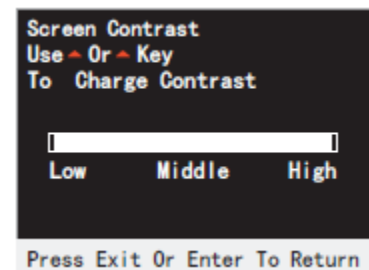 Screen Contrast
Use ▲ Or ▲ Key
To Charge Contrast
Low Middle High
Press Exit Or Enter To Return